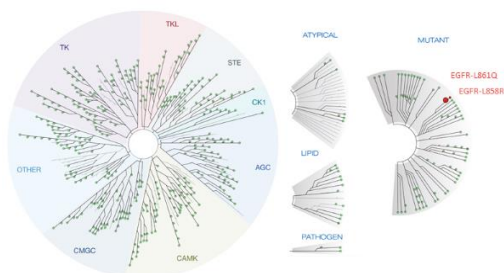 TKL
TK
STE
CK1
OTHER
AGC
CMGC
CAMK
ATYPICAL
LIPID
PATHOGEN
MUTANT
EGFR-L861Q
EGFR-L858R